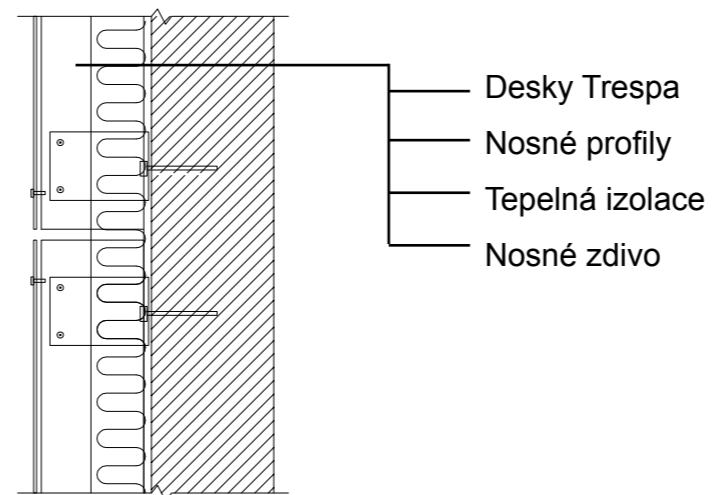 Desky Trespa
Nosné profily
Tepelná izolace
Nosné zdivo